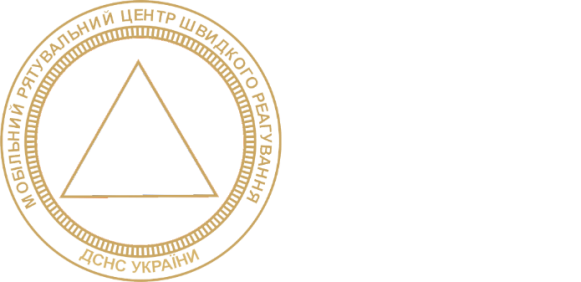 МОБІЛЬНИЙ РЯТУВАЛЬНИЙ ЦЕНТР ШВИДКОГО РЕАГУВАННЯ
ДСНС УКРАЇНИ